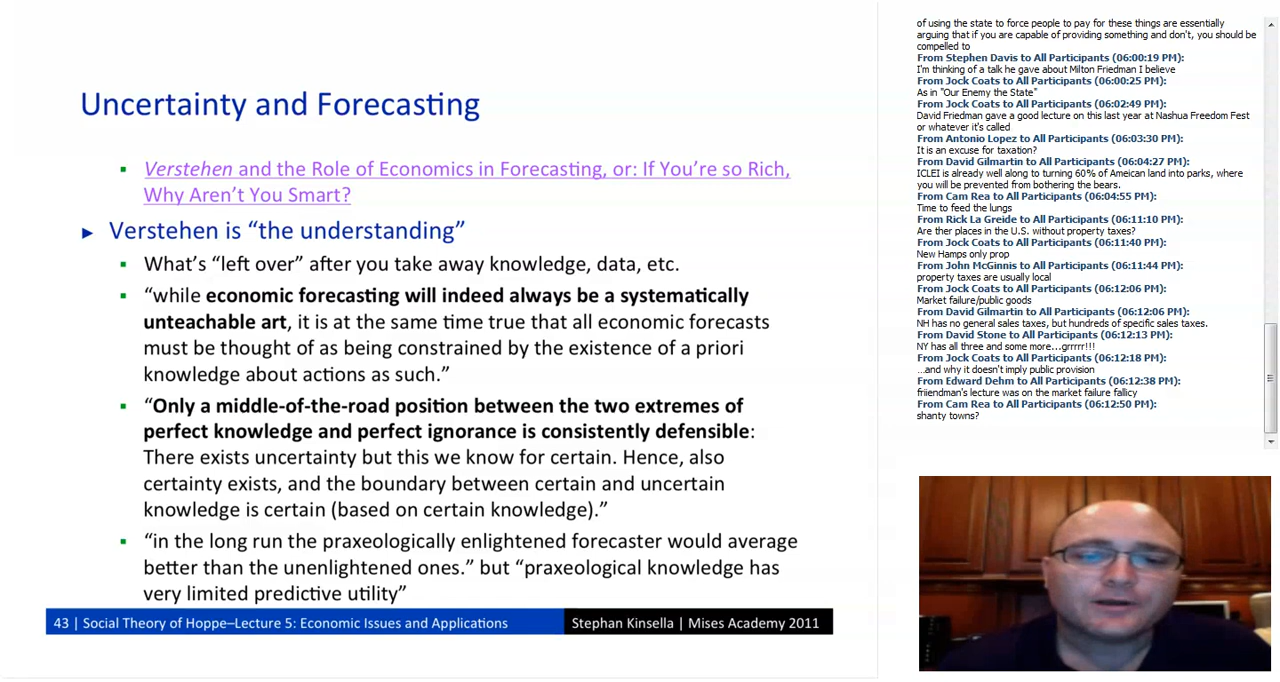 Uncertainty and Forecasting
Verstehen and the Role of Economics in Forecasting, or: If You're so Rich,
Why Aren't You Smart?
Verstehen is "the understanding"
What's "left over" after you take away knowledge, data, etc.
"while economic forecasting will indeed always be a systematically
unteachable art, it is at the same time true that all economic forecasts
must be thought of as being constrained by the existence of a priori
knowledge about actions as such."
"Only a middle-of-the-road position between the two extremes of
perfect knowledge and perfect ignorance is consistently defensible:
There exists uncertainty but this we know for certain. Hence, also
certainty exists, and the boundary between certain and uncertain
knowledge is certain (based on certain knowledge)."
"in the long run the praxeologically enlightened forecaster would average
better than the unenlightened ones." but "praxeological knowledge has
very limited predictive utility"
43 | Social Theory of Hoppe–Lecture 5: Economic Issues and Applications
Stephan Kinsella | Mises Academy 2011
of using the state to force people to pay for these things are essentially
arguing that if you are capable of providing something and don't, you should be
compelled to
From Stephen Davis to All Participants (06:00:19 PM):
I'm thinking of a talk he gave about Milton Friedman I believe
From Jock Coats to All Participants (06:00:25 PM):
As in "Our Enemy the State"
From Jock Coats to All Participants (06:02:49 PM):
David Friedman gave a good lecture on this last year at Nashua Freedom Fest
or whatever it's called
From Antonio Lopez to All Participants (06:03:30 PM):
It is an excuse for taxation?
From David Gilmartin to All Participants (06:04:27 PM):
ICLEI is already well along to turning 60% of Ameican land into parks, where
you will be prevented from bothering the bears.
From Cam Rea to All Participants (06:04:55 PM):
Time to feed the lungs
From Rick La Greide to All Participants (06:11:10 PM):
Are ther places in the U.S. without property taxes?
From Jock Coats to All Participants (06:11:40 PM):
New Hamps only prop
From John McGinnis to All Participants (06:11:44 PM):
property taxes are usually local
From Jock Coats to All Participants (06:12:06 PM):
Market failure/public goods
From David Gilmartin to All Participants (06:12:06 PM):
NH has no general sales taxes, but hundreds of specific sales taxes.
From David Stone to All Participants (06:12:13 PM):
NY has all three and some more...grrrrr!!!
From Jock Coats to All Participants (06:12:18 PM):
...and why it doesn't imply public provision
From Edward Dehm to All Participants (06:12:38 PM):
friiendman's lecture was on the market failure fallicy
From Cam Rea to All Participants (06:12:50 PM):
shanty towns?